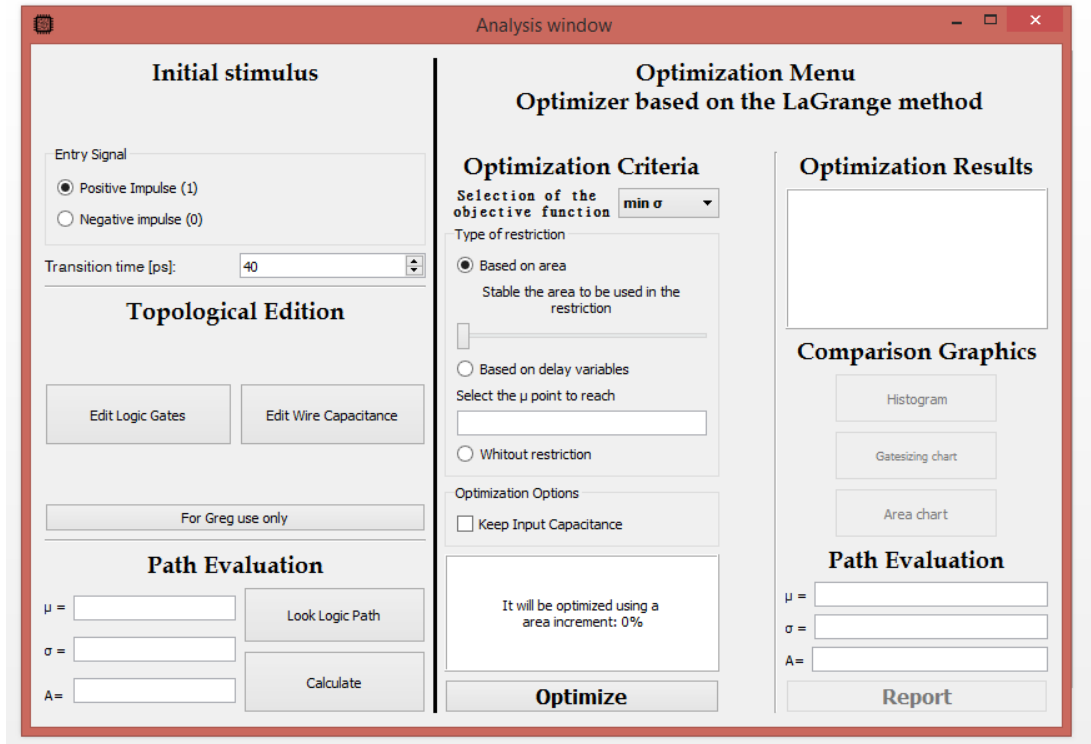 Analysis window
Initial stimulus
Entry Signal
Positive Impulse (1)
Negative impulse (0)
Transition time [ps]:
40
Topological Edition
Edit Logic Gates
Edit Wire Capacitance
For Greg use only
Path Evaluation
μ =
σ =
A=
Look Logic Path
Calculate
Optimization Menu
Optimizer based on the LaGrange method
Optimization Criteria
Selection of the
objective function
min σ
Type of restriction
Based on area
Stable the area to be used in the
restriction
Based on delay variables
Select the μ point to reach
Whitout restriction
Optimization Options
Keep Input Capacitance
It will be optimized using a
area increment: 0%
Optimize
Optimization Results
Comparison Graphics
Histogram
Gatesizing chart
Area chart
Path Evaluation
μ =
σ =
A=
Report